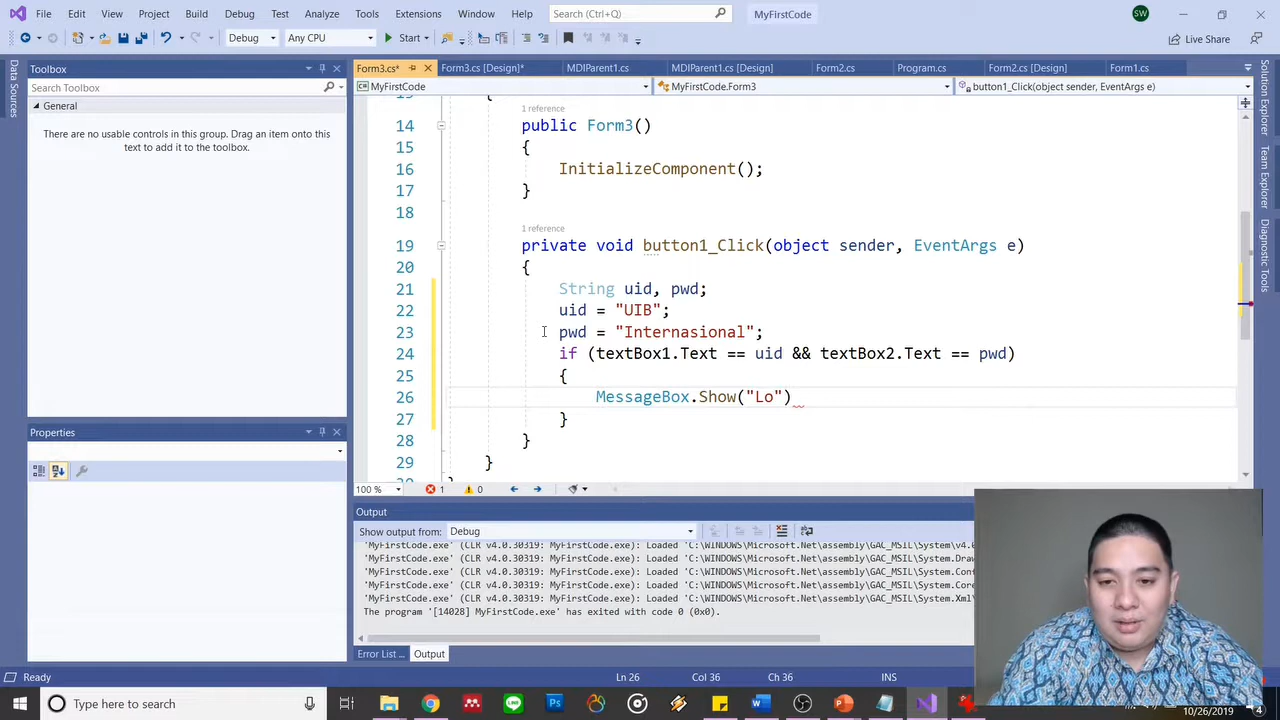 File Edit View Project Build Debug Test Analyze Tools Extensions Window Help Search (Ctrl+Q) MyFirstCode SW
Debug Any CPU Start Live Share
Data Sources
Toolbox
Search Toolbox
General
There are no usable controls in this group. Drag an item onto this
text to add it to the toolbox.
Properties
Form3.cs* Form3.cs [Design]* MDIParent1.cs MDIParent1.cs [Design] Form2.cs Program.cs Form2.cs [Design] Form1.cs
MyFirstCode MyFirstCode.Form3 button1_Click(object sender, EventArgs e)
13 {
1 reference
14 public Form3()
15 {
16 InitializeComponent();
17 }
18
1 reference
19 private void button1_Click(object sender, EventArgs e)
20 {
21 String uid, pwd;
22 uid = "UIB";
23 pwd = "Internasional";
24 if (textBox1.Text == uid && textBox2.Text == pwd)
25 {
26 MessageBox.Show("Lo")
27 }
28 }
29 }
100 % 1 0
Solution Explorer
Team Explorer
Diagnostic Tools
Output
Show output from: Debug
'MyFirstCode.exe' (CLR v4.0.30319: MyFirstCode.exe): Loaded 'C:\WINDOWS\Microsoft.Net\assembly\GAC_MSIL\System\v4.0
'MyFirstCode.exe' (CLR v4.0.30319: MyFirstCode.exe): Loaded 'C:\WINDOWS\Microsoft.Net\assembly\GAC_MSIL\System.Draw
'MyFirstCode.exe' (CLR v4.0.30319: MyFirstCode.exe): Loaded 'C:\WINDOWS\Microsoft.Net\assembly\GAC_MSIL\System.Conf
'MyFirstCode.exe' (CLR v4.0.30319: MyFirstCode.exe): Loaded 'C:\WINDOWS\Microsoft.Net\assembly\GAC_MSIL\System.Core
'MyFirstCode.exe' (CLR v4.0.30319: MyFirstCode.exe): Loaded 'C:\WINDOWS\Microsoft.Net\assembly\GAC_MSIL\System.Xml\
The program '[14028] MyFirstCode.exe' has exited with code 0 (0x0).
Error List ... Output
Ready Ln 26 Col 36 Ch 36 INS
Type here to search
10/26/2019 4